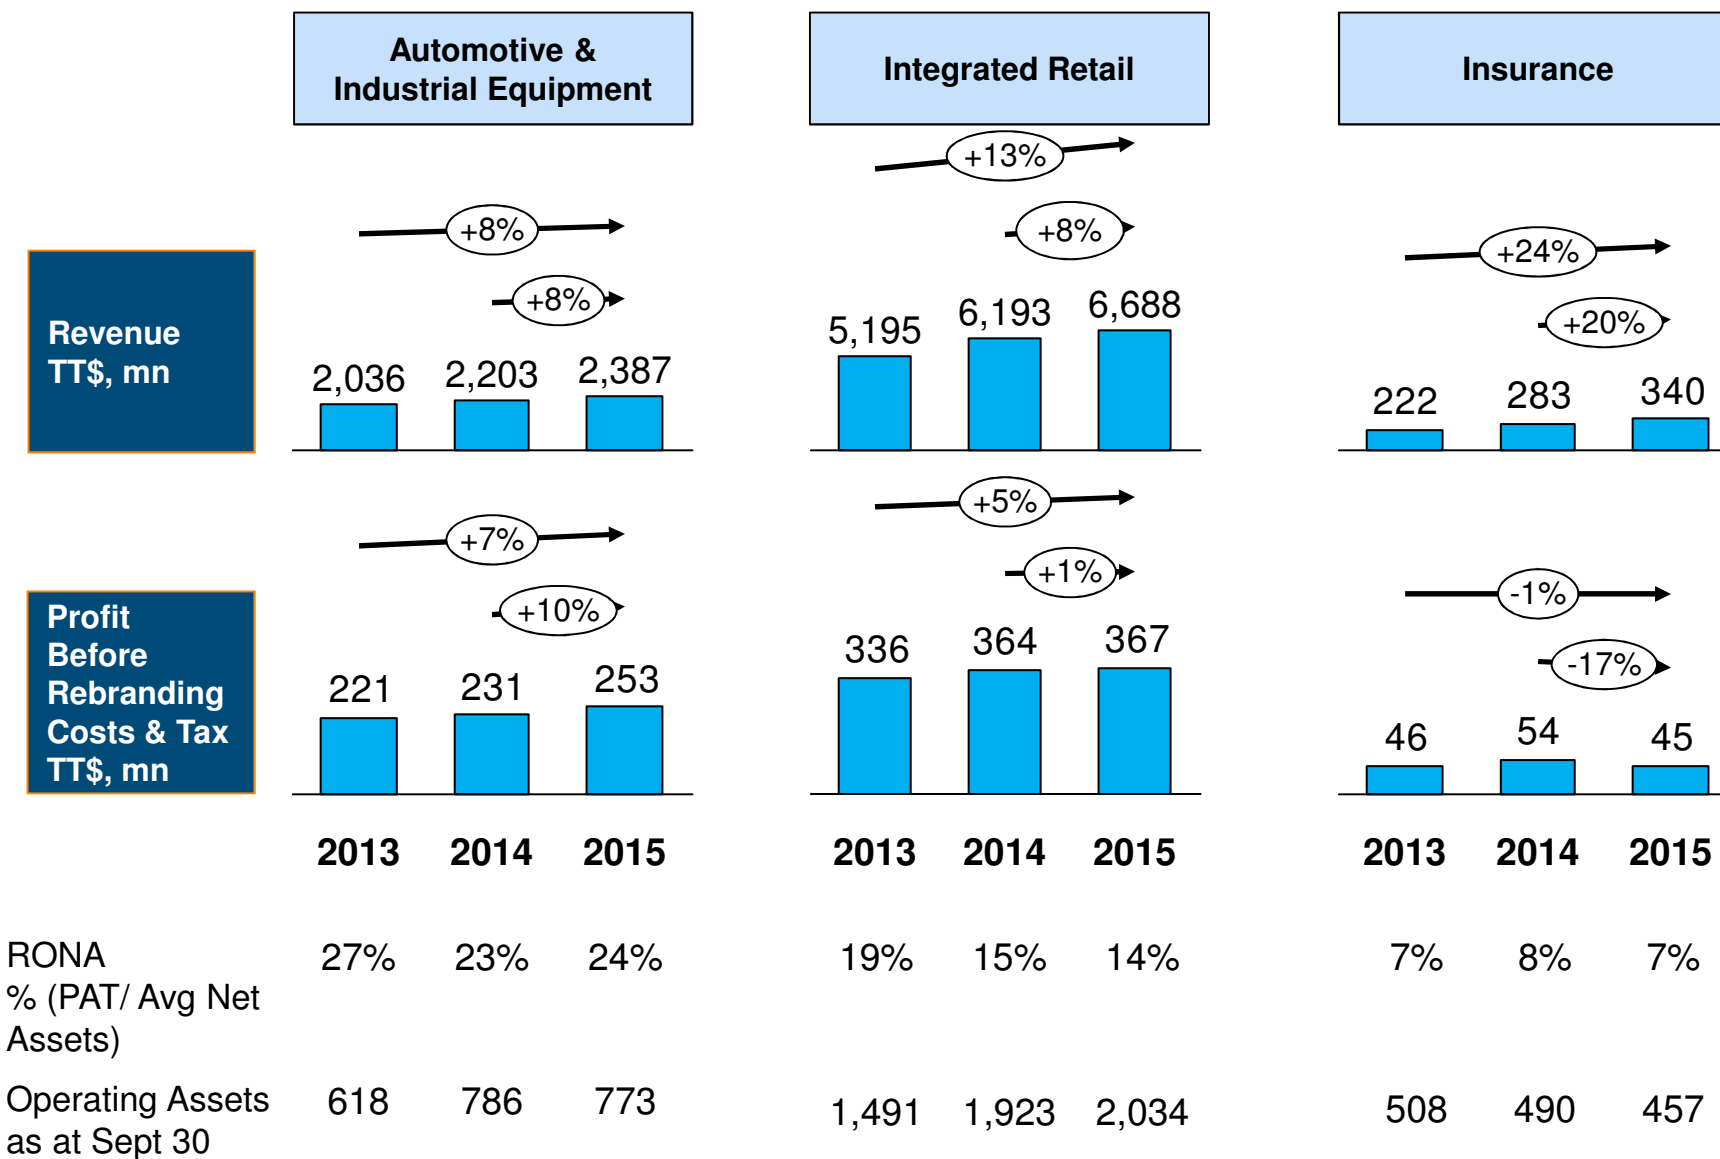 Automotive &
Industrial Equipment
Integrated Retail
Insurance
+13%
+8%
+8%
+24%
+8%
+20%
Revenue
TT$, mn
2,036 2,203 2,387
5,195 6,193 6,688
222 283 340
+7%
+5%
-1%
+10%
+1%
-17%
Profit
Before
Rebranding
Costs & Tax
TT$, mn
221 231 253
336 364 367
46 54 45
2013 2014 2015
2013 2014 2015
2013 2014 2015
RONA
% (PAT/ Avg Net
Assets)
27% 23% 24%
19% 15% 14%
7% 8% 7%
Operating Assets
as at Sept 30
618 786 773
1,491 1,923 2,034
508 490 457